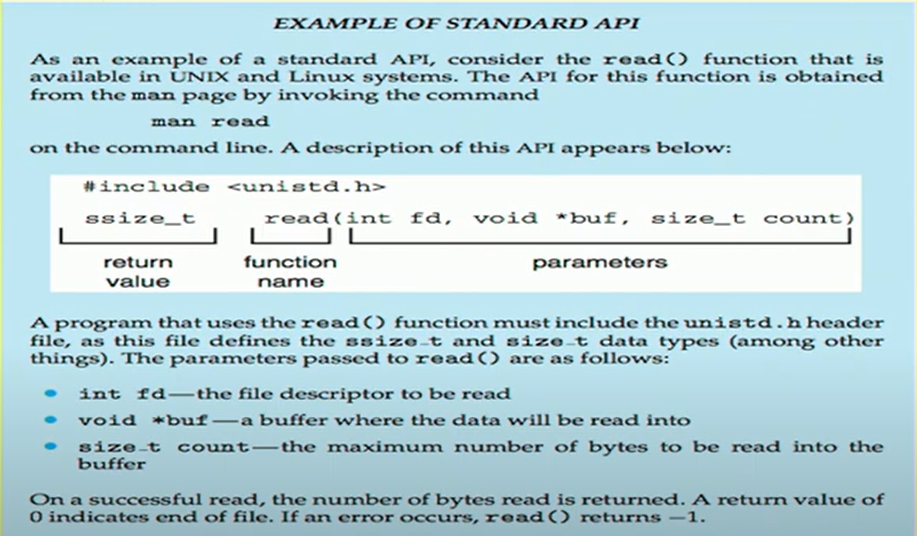 EXAMPLE OF STANDARD API
As an example of a standard API, consider the read() function that is
available in UNIX and Linux systems. The API for this function is obtained
from the man page by invoking the command
man read
on the command line. A description of this API appears below:
#include <unistd.h>
ssize_t read(int fd, void *buf, size_t count)
return value
function name
parameters
A program that uses the read() function must include the unistd.h header
file, as this file defines the ssize_t and size_t data types (among other
things). The parameters passed to read() are as follows:
• int fd—the file descriptor to be read
• void *buf—a buffer where the data will be read into
• size_t count—the maximum number of bytes to be read into the
buffer
On a successful read, the number of bytes read is returned. A return value of
0 indicates end of file. If an error occurs, read() returns −1.